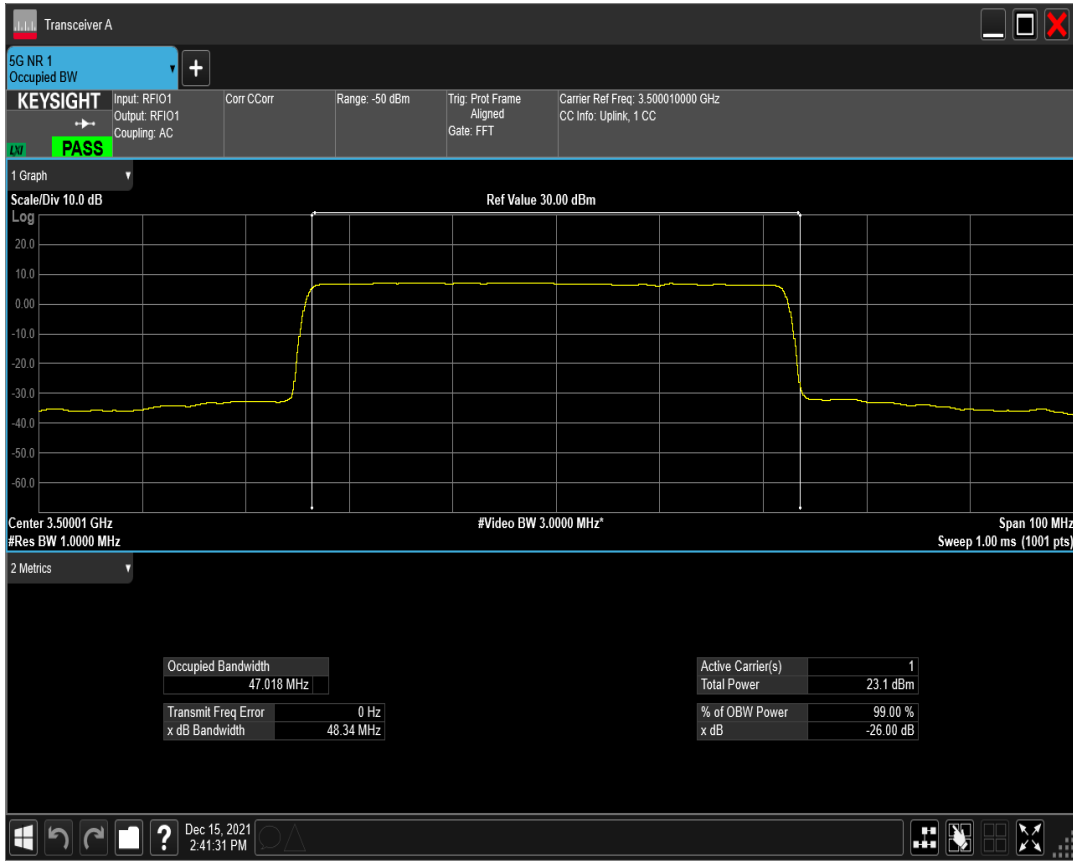 Transceiver A
5G NR 1
Occupied BW
KEYSIGHT
LXI
PASS
Input: RFIO1
Output: RFIO1
Coupling: AC
Corr CCorr
Range: -50 dBm
Trig: Prot Frame
Aligned
Gate: FFT
Carrier Ref Freq: 3.500010000 GHz
CC Info: Uplink, 1 CC
1 Graph
Scale/Div 10.0 dB
Ref Value 30.00 dBm
Log
20.0
10.0
0.00
-10.0
-20.0
-30.0
-40.0
-50.0
-60.0
Center 3.50001 GHz
#Video BW 3.0000 MHz*
Span 100 MHz
#Res BW 1.0000 MHz
Sweep 1.00 ms (1001 pts)
2 Metrics
Occupied Bandwidth
47.018 MHz
Transmit Freq Error 0 Hz
x dB Bandwidth 48.34 MHz
Active Carrier(s) 1
Total Power 23.1 dBm
% of OBW Power 99.00 %
x dB -26.00 dB
?
Dec 15, 2021
2:41:31 PM